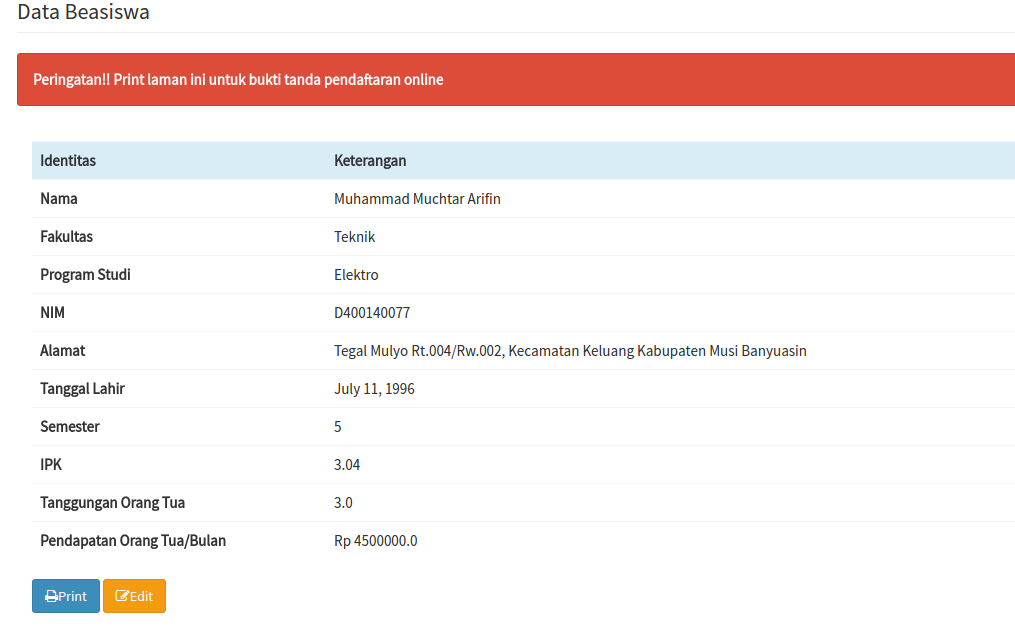 Data Beasiswa
Peringatan!! Print laman ini untuk bukti tanda pendaftaran online
Identitas Keterangan
Nama Muhammad Muchtar Arifin
Fakultas Teknik
Program Studi Elektro
NIM D400140077
Alamat Tegal Mulyo Rt.004/Rw.002, Kecamatan Keluang Kabupaten Musi Banyuasin
Tanggal Lahir July 11, 1996
Semester 5
IPK 3.04
Tanggungan Orang Tua 3.0
Pendapatan Orang Tua/Bulan Rp 4500000.0
Print Edit